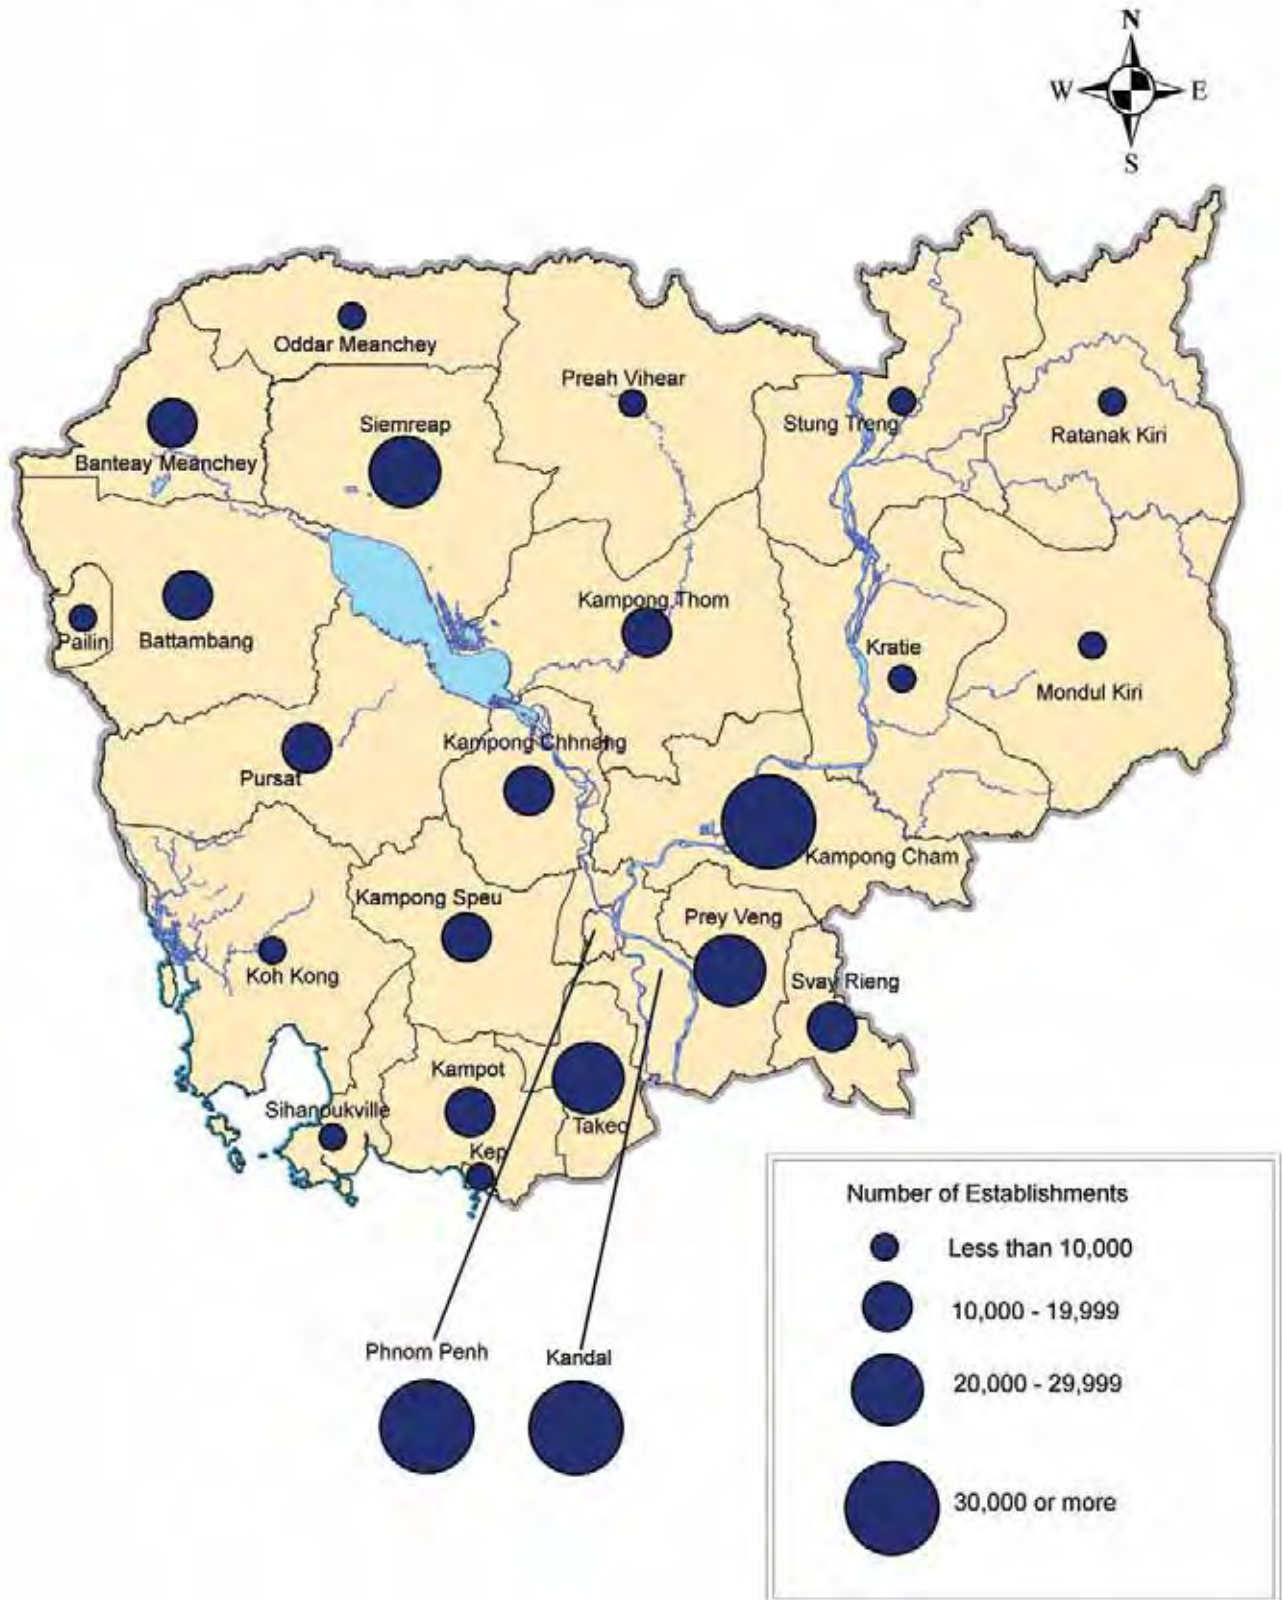 N
W E
S
Oddar Meanchey
Preah Vihear
Siemreap
Stung Treng
Ratanak Kiri
Banteay Meanchey
Kampong Thom
Pailin
Battambang
Kratie
Mondul Kiri
Kampong Chhnang
Pursat
Kampong Cham
Kampong Speu
Prey Veng
Koh Kong
Svay Rieng
Kampot
Sihanoukville
Takeo
Kep
Number of Establishments
Less than 10,000
10,000 - 19,999
20,000 - 29,999
30,000 or more
Phnom Penh
Kandal